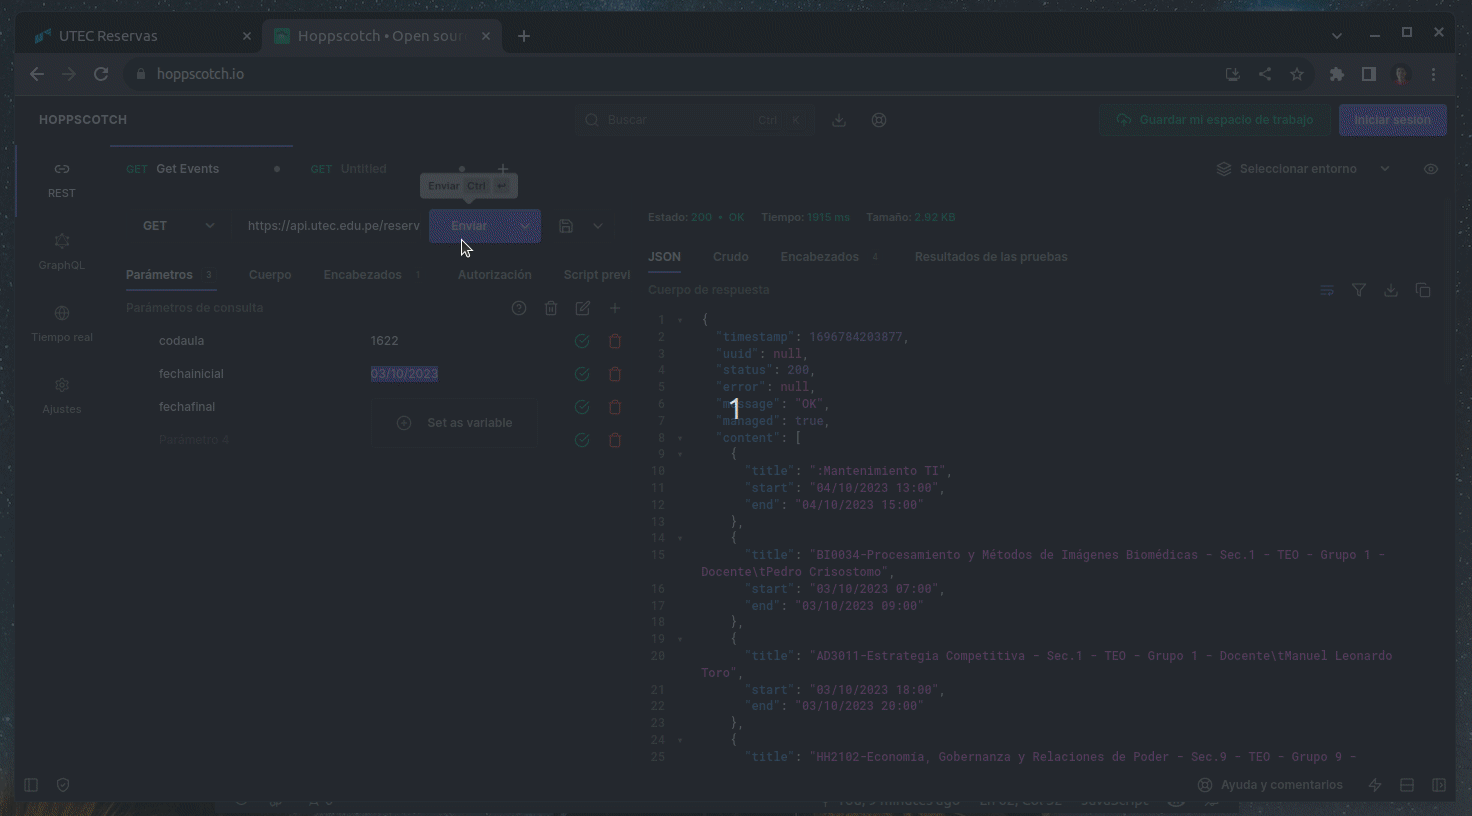 UTEC Reservas
Hoppscotch • Open sour
hoppscotch.io
HOPPSCOTCH
Buscar
Ctrl K
Guardar mi espacio de trabajo
Iniciar sesión
REST
GraphQL
Tiempo real
Ajustes
GET Get Events
GET Untitled
Seleccionar entorno
Enviar Ctrl ↩
GET
https://api.utec.edu.pe/reserv
Enviar
Parámetros 3
Cuerpo
Encabezados 1
Autorización
Script previ
Parámetros de consulta
codaula 1622
fechainicial 03/10/2023
fechafinal
Set as variable
Parámetro 4
Estado: 200 • OK Tiempo: 1915 ms Tamaño: 2.92 KB
JSON
Crudo
Encabezados 4
Resultados de las pruebas
Cuerpo de respuesta
1 {
2 "timestamp": 1696784203877,
3 "uuid": null,
4 "status": 200,
5 "error": null,
6 "message": "OK",
7 "managed": true,
8 "content": [
9 {
10 "title": ":Mantenimiento TI",
11 "start": "04/10/2023 13:00",
12 "end": "04/10/2023 15:00"
13 },
14 {
15 "title": "BI0034-Procesamiento y Métodos de Imágenes Biomédicas - Sec.1 - TEO - Grupo 1 -
Docente\tPedro Crisostomo",
16 "start": "03/10/2023 07:00",
17 "end": "03/10/2023 09:00"
18 },
19 {
20 "title": "AD3011-Estrategia Competitiva - Sec.1 - TEO - Grupo 1 - Docente\tManuel Leonardo
Toro",
21 "start": "03/10/2023 18:00",
22 "end": "03/10/2023 20:00"
23 },
24 {
25 "title": "HH2102-Economía, Gobernanza y Relaciones de Poder - Sec.9 - TEO - Grupo 9 -
1
Ayuda y comentarios